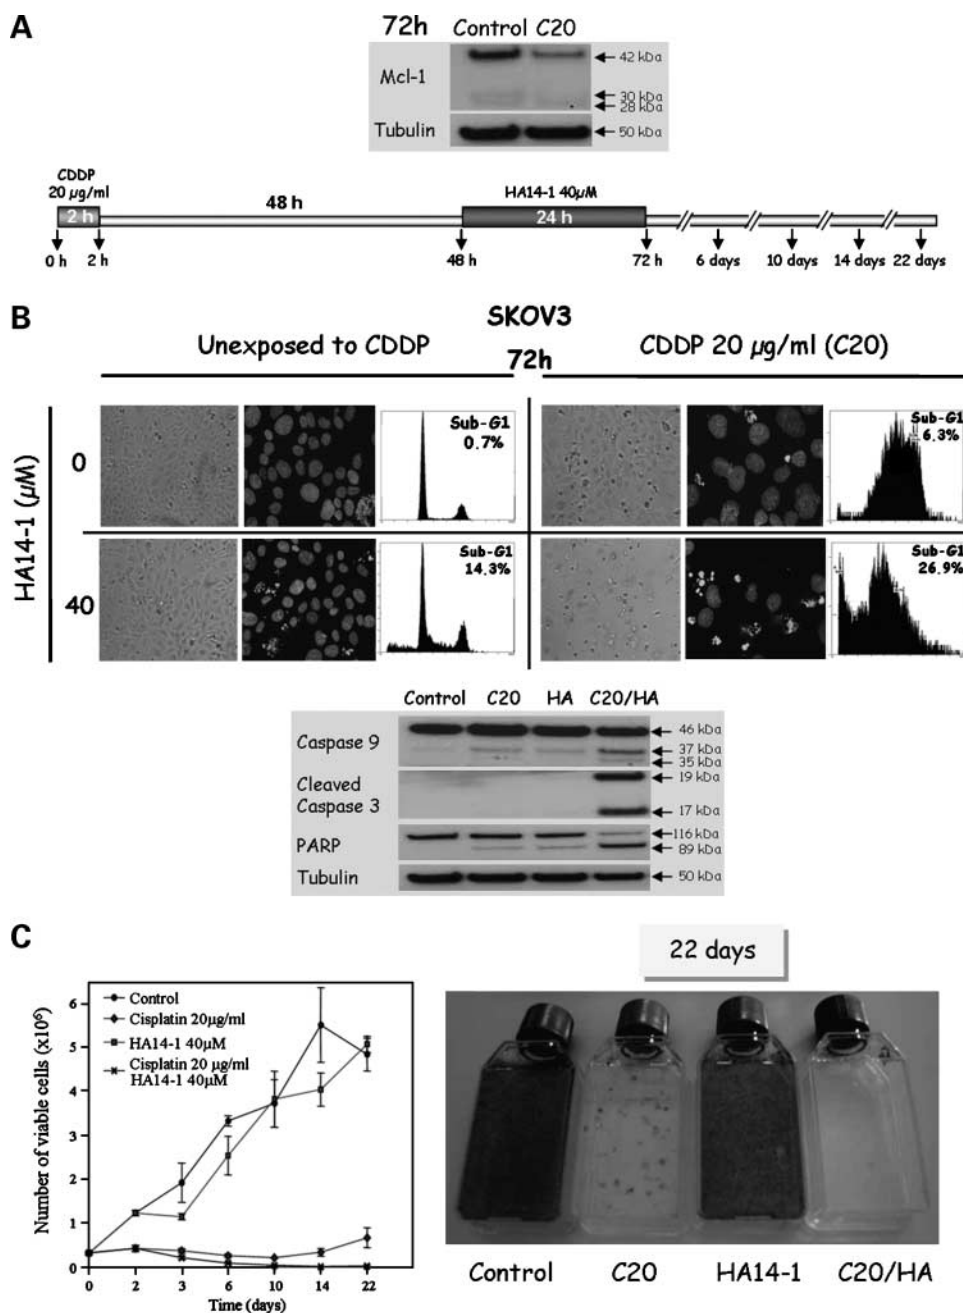 A
72h Control C20
Mcl-1
42 kDa
30 kDa
28 kDa
Tubulin
50 kDa
CDDP
20 µg/ml
48 h
HA14-1 40µM
2 h
24 h
0 h
2 h
48 h
72 h
6 days
10 days
14 days
22 days
B
SKOV3
Unexposed to CDDP
72h
CDDP 20 µg/ml (C20)
HA14-1 (µM)
0
Sub-G1
0.7%
Sub-G1
6.3%
40
Sub-G1
14.3%
Sub-G1
26.9%
Control C20 HA C20/HA
Caspase 9
46 kDa
37 kDa
35 kDa
Cleaved
Caspase 3
19 kDa
17 kDa
PARP
116 kDa
89 kDa
Tubulin
50 kDa
C
22 days
Number of viable cells (x10⁶)
6
5
4
3
2
1
0
Control
Cisplatin 20µg/ml
HA14-1 40µM
Cisplatin 20 µg/ml
HA14-1 40µM
0 2 3 6 10 14 22
Time (days)
Control C20 HA14-1 C20/HA